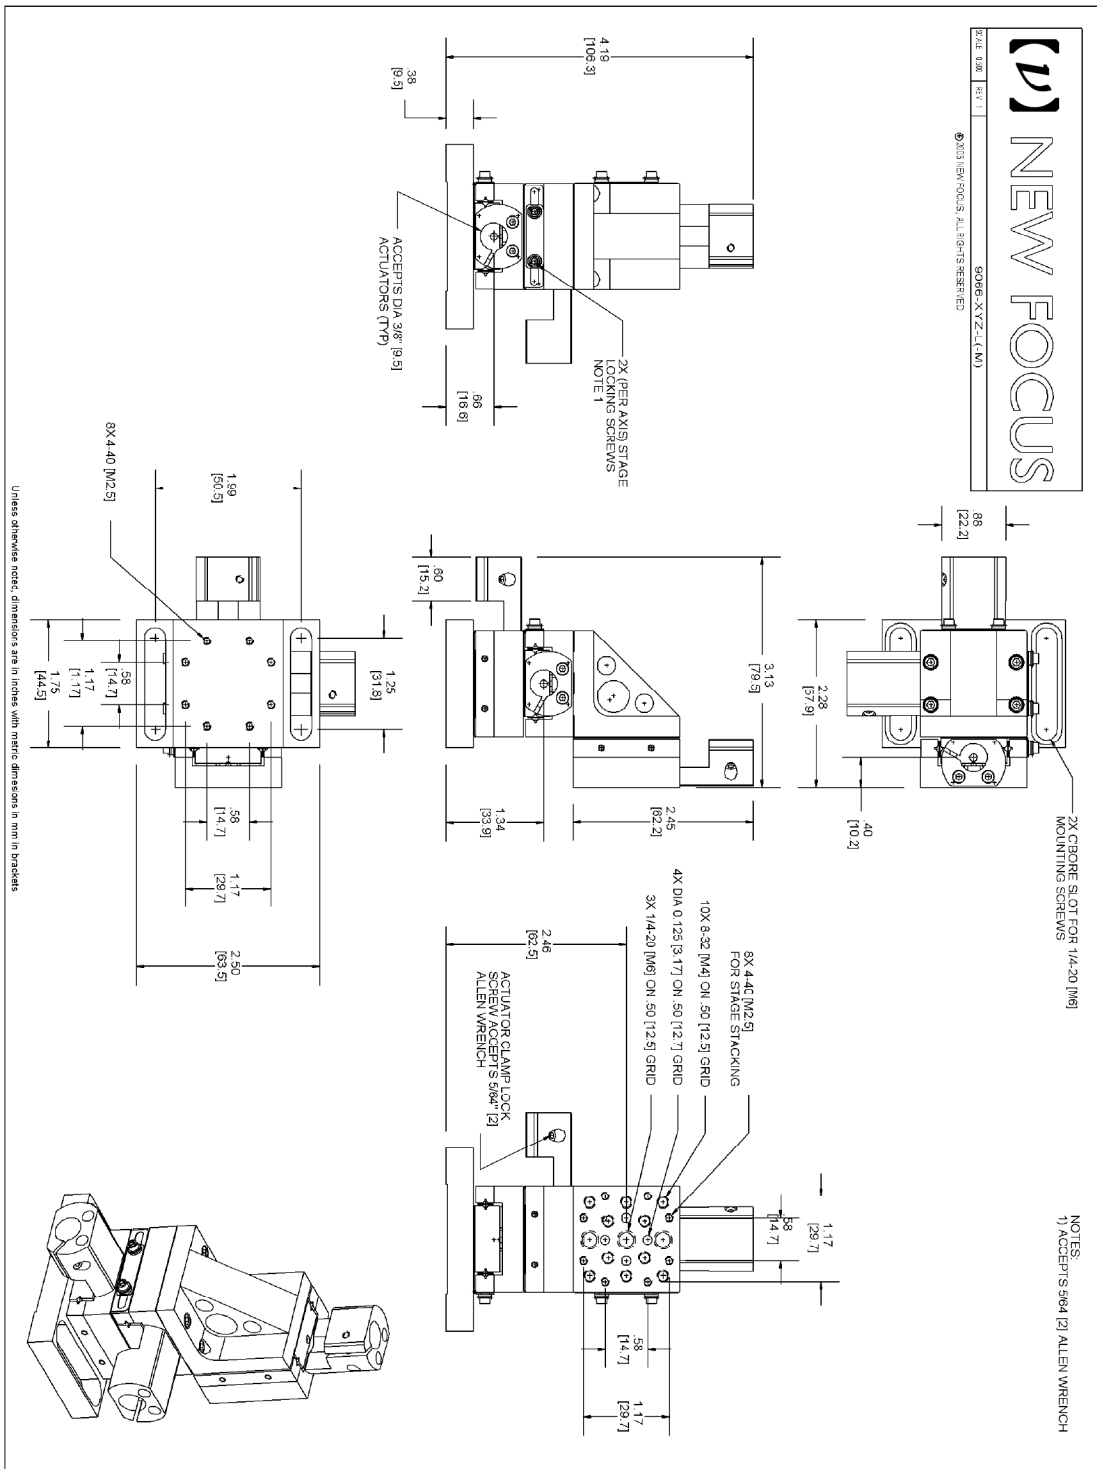 (ν) NEW FOCUS
SCALE 0.500
REV 1
9066-XYZ-L(-M)
© 2003 NEW FOCUS, ALL RIGHTS RESERVED
NOTES:
1) ACCEPTS 5/64 [2] ALLEN WRENCH
.88
[22.2]
2.28
[57.9]
.40
[10.2]
2X C'BORE SLOT FOR 1/4-20 [M6]
MOUNTING SCREWS
4.19
[106.3]
.38
[9.5]
ACCEPTS DIA 3/8" [9.5]
ACTUATORS (TYP)
2X (PER AXIS) STAGE
LOCKING SCREWS
NOTE 1
.66
[16.6]
3.13
[79.5]
.60
[15.2]
2.45
[62.2]
1.34
[33.9]
8X 4-40 [M2.5]
FOR STAGE STACKING
10X 8-32 [M4] ON .50 [12.5] GRID
4X DIA 0.125 [3.17] ON .50 [12.7] GRID
3X 1/4-20 [M6] ON .50 [12.5] GRID
2.46
[62.5]
ACTUATOR CLAMP LOCK
SCREW ACCEPTS 5/64" [2]
ALLEN WRENCH
1.17
[29.7]
.58
[14.7]
.58
[14.7]
1.17
[29.7]
8X 4-40 [M2.5]
1.99
[50.5]
1.25
[31.8]
.58
[14.7]
1.17
[1.17]
1.75
[44.5]
.58
[14.7]
1.17
[29.7]
2.50
[63.5]
Unless otherwise noted, dimensions are in inches with metric dimesions in mm in brackets